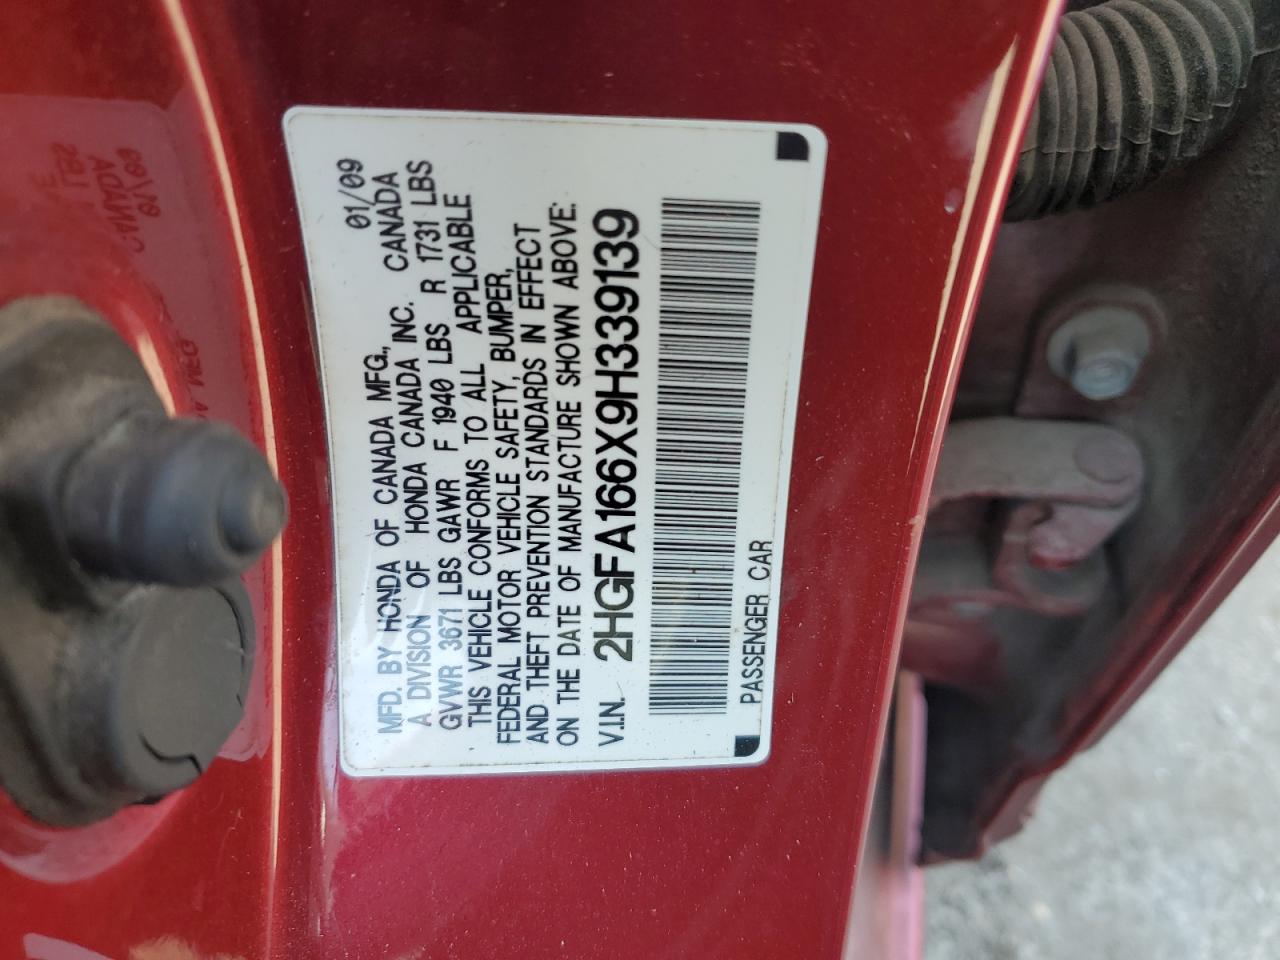 MFD. BY HONDA OF CANADA MFG., 01/09
A DIVISION OF HONDA CANADA INC. CANADA
GVWR 3671 LBS GAWR F 1940 LBS R 1731 LBS
THIS VEHICLE CONFORMS TO ALL APPLICABLE
FEDERAL MOTOR VEHICLE SAFETY, BUMPER,
AND THEFT PREVENTION STANDARDS IN EFFECT
ON THE DATE OF MANUFACTURE SHOWN ABOVE.
V.I.N. 2HGFA166X9H339139
PASSENGER CAR